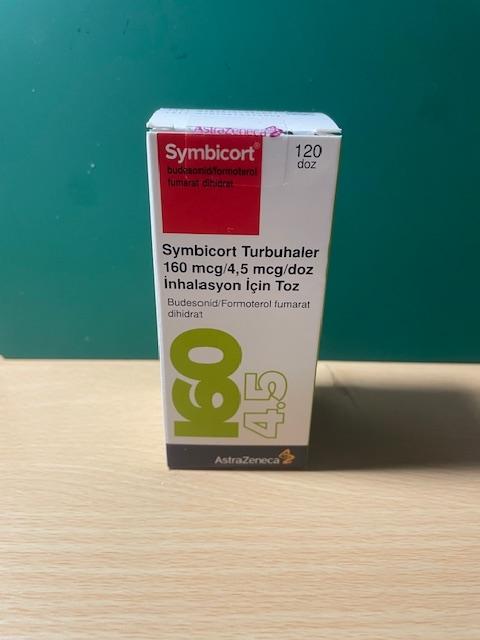 AstraZeneca
Symbicort®
budesonid/formoterol
fumarat dihidrat
120
doz
Symbicort Turbuhaler
160 mcg/4,5 mcg/doz
İnhalasyon İçin Toz
Budesonid/Formoterol fumarat
dihidrat
160
4.5
AstraZeneca